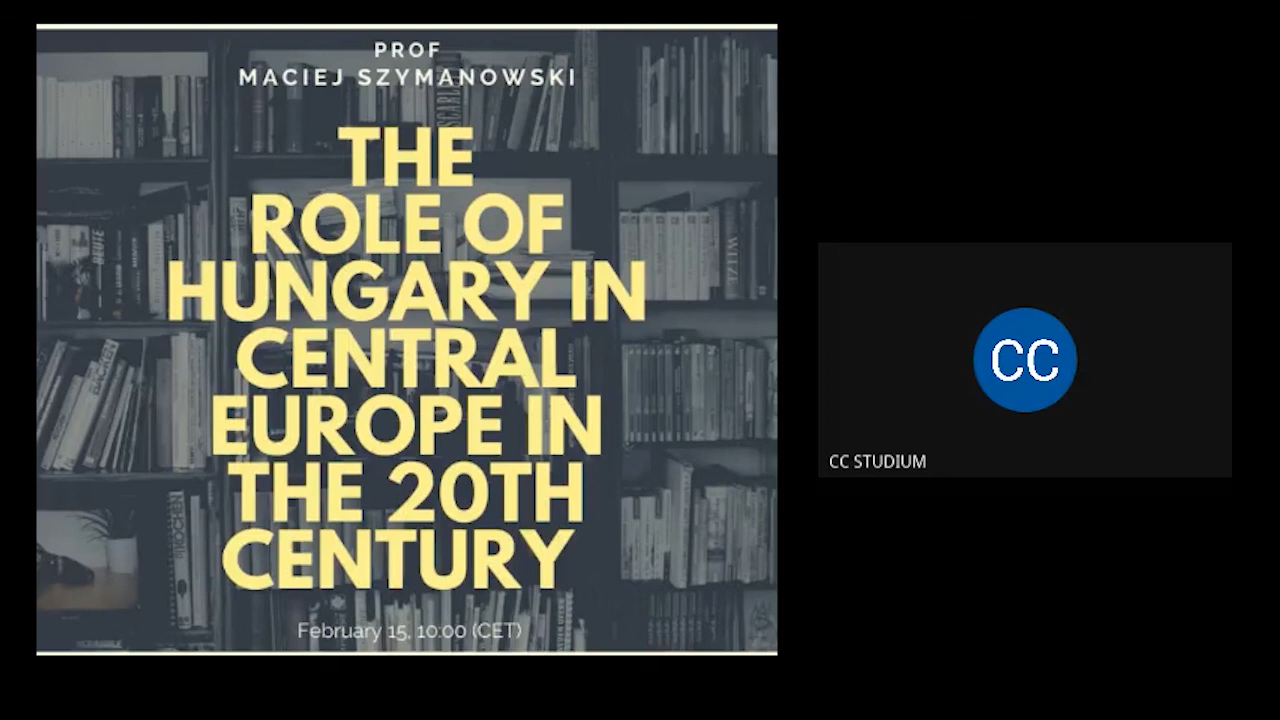 PROF
MACIEJ SZYMANOWSKI
THE
ROLE OF
HUNGARY IN
CENTRAL
EUROPE IN
THE 20TH
CENTURY
February 15, 10:00 (CET)
CC
CC STUDIUM